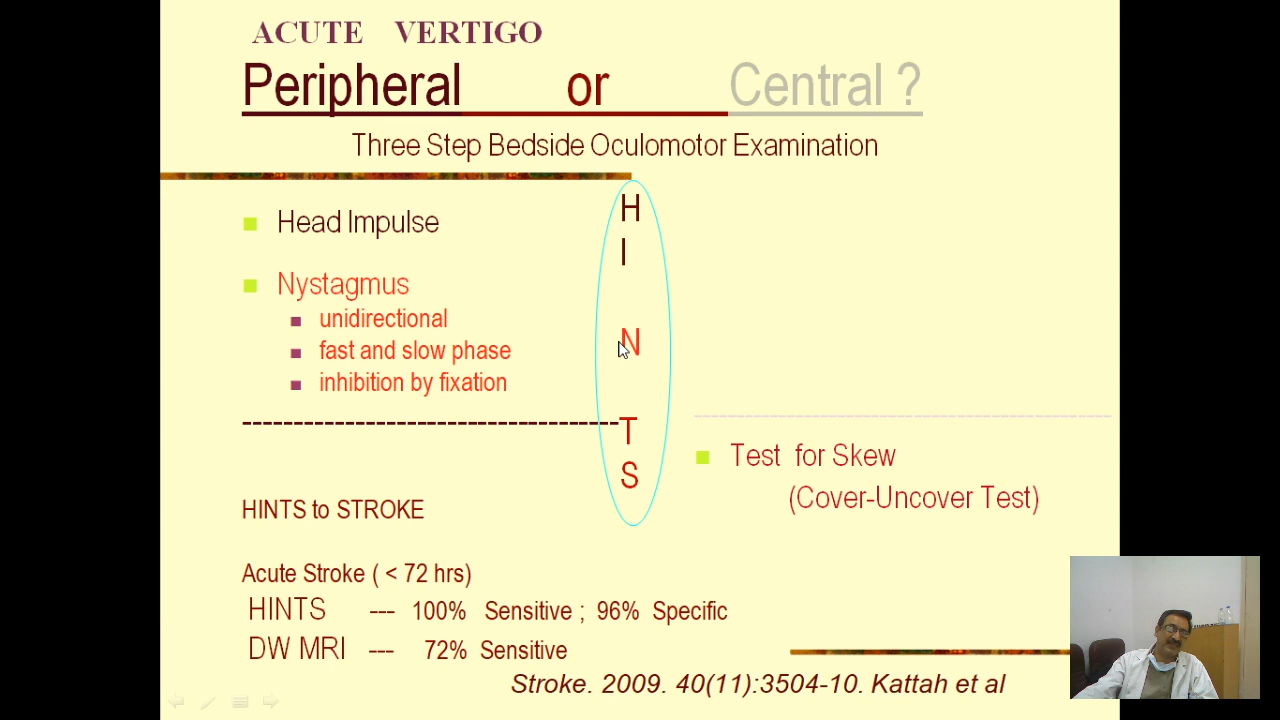 ACUTE VERTIGO
Peripheral or Central ?
Three Step Bedside Oculomotor Examination
Head Impulse
Nystagmus
unidirectional
fast and slow phase
inhibition by fixation
------------------------------------
H
I
N
T
S
Test for Skew
(Cover-Uncover Test)
HINTS to STROKE
Acute Stroke ( < 72 hrs)
HINTS --- 100% Sensitive ; 96% Specific
DW MRI --- 72% Sensitive
Stroke. 2009. 40(11):3504-10. Kattah et al